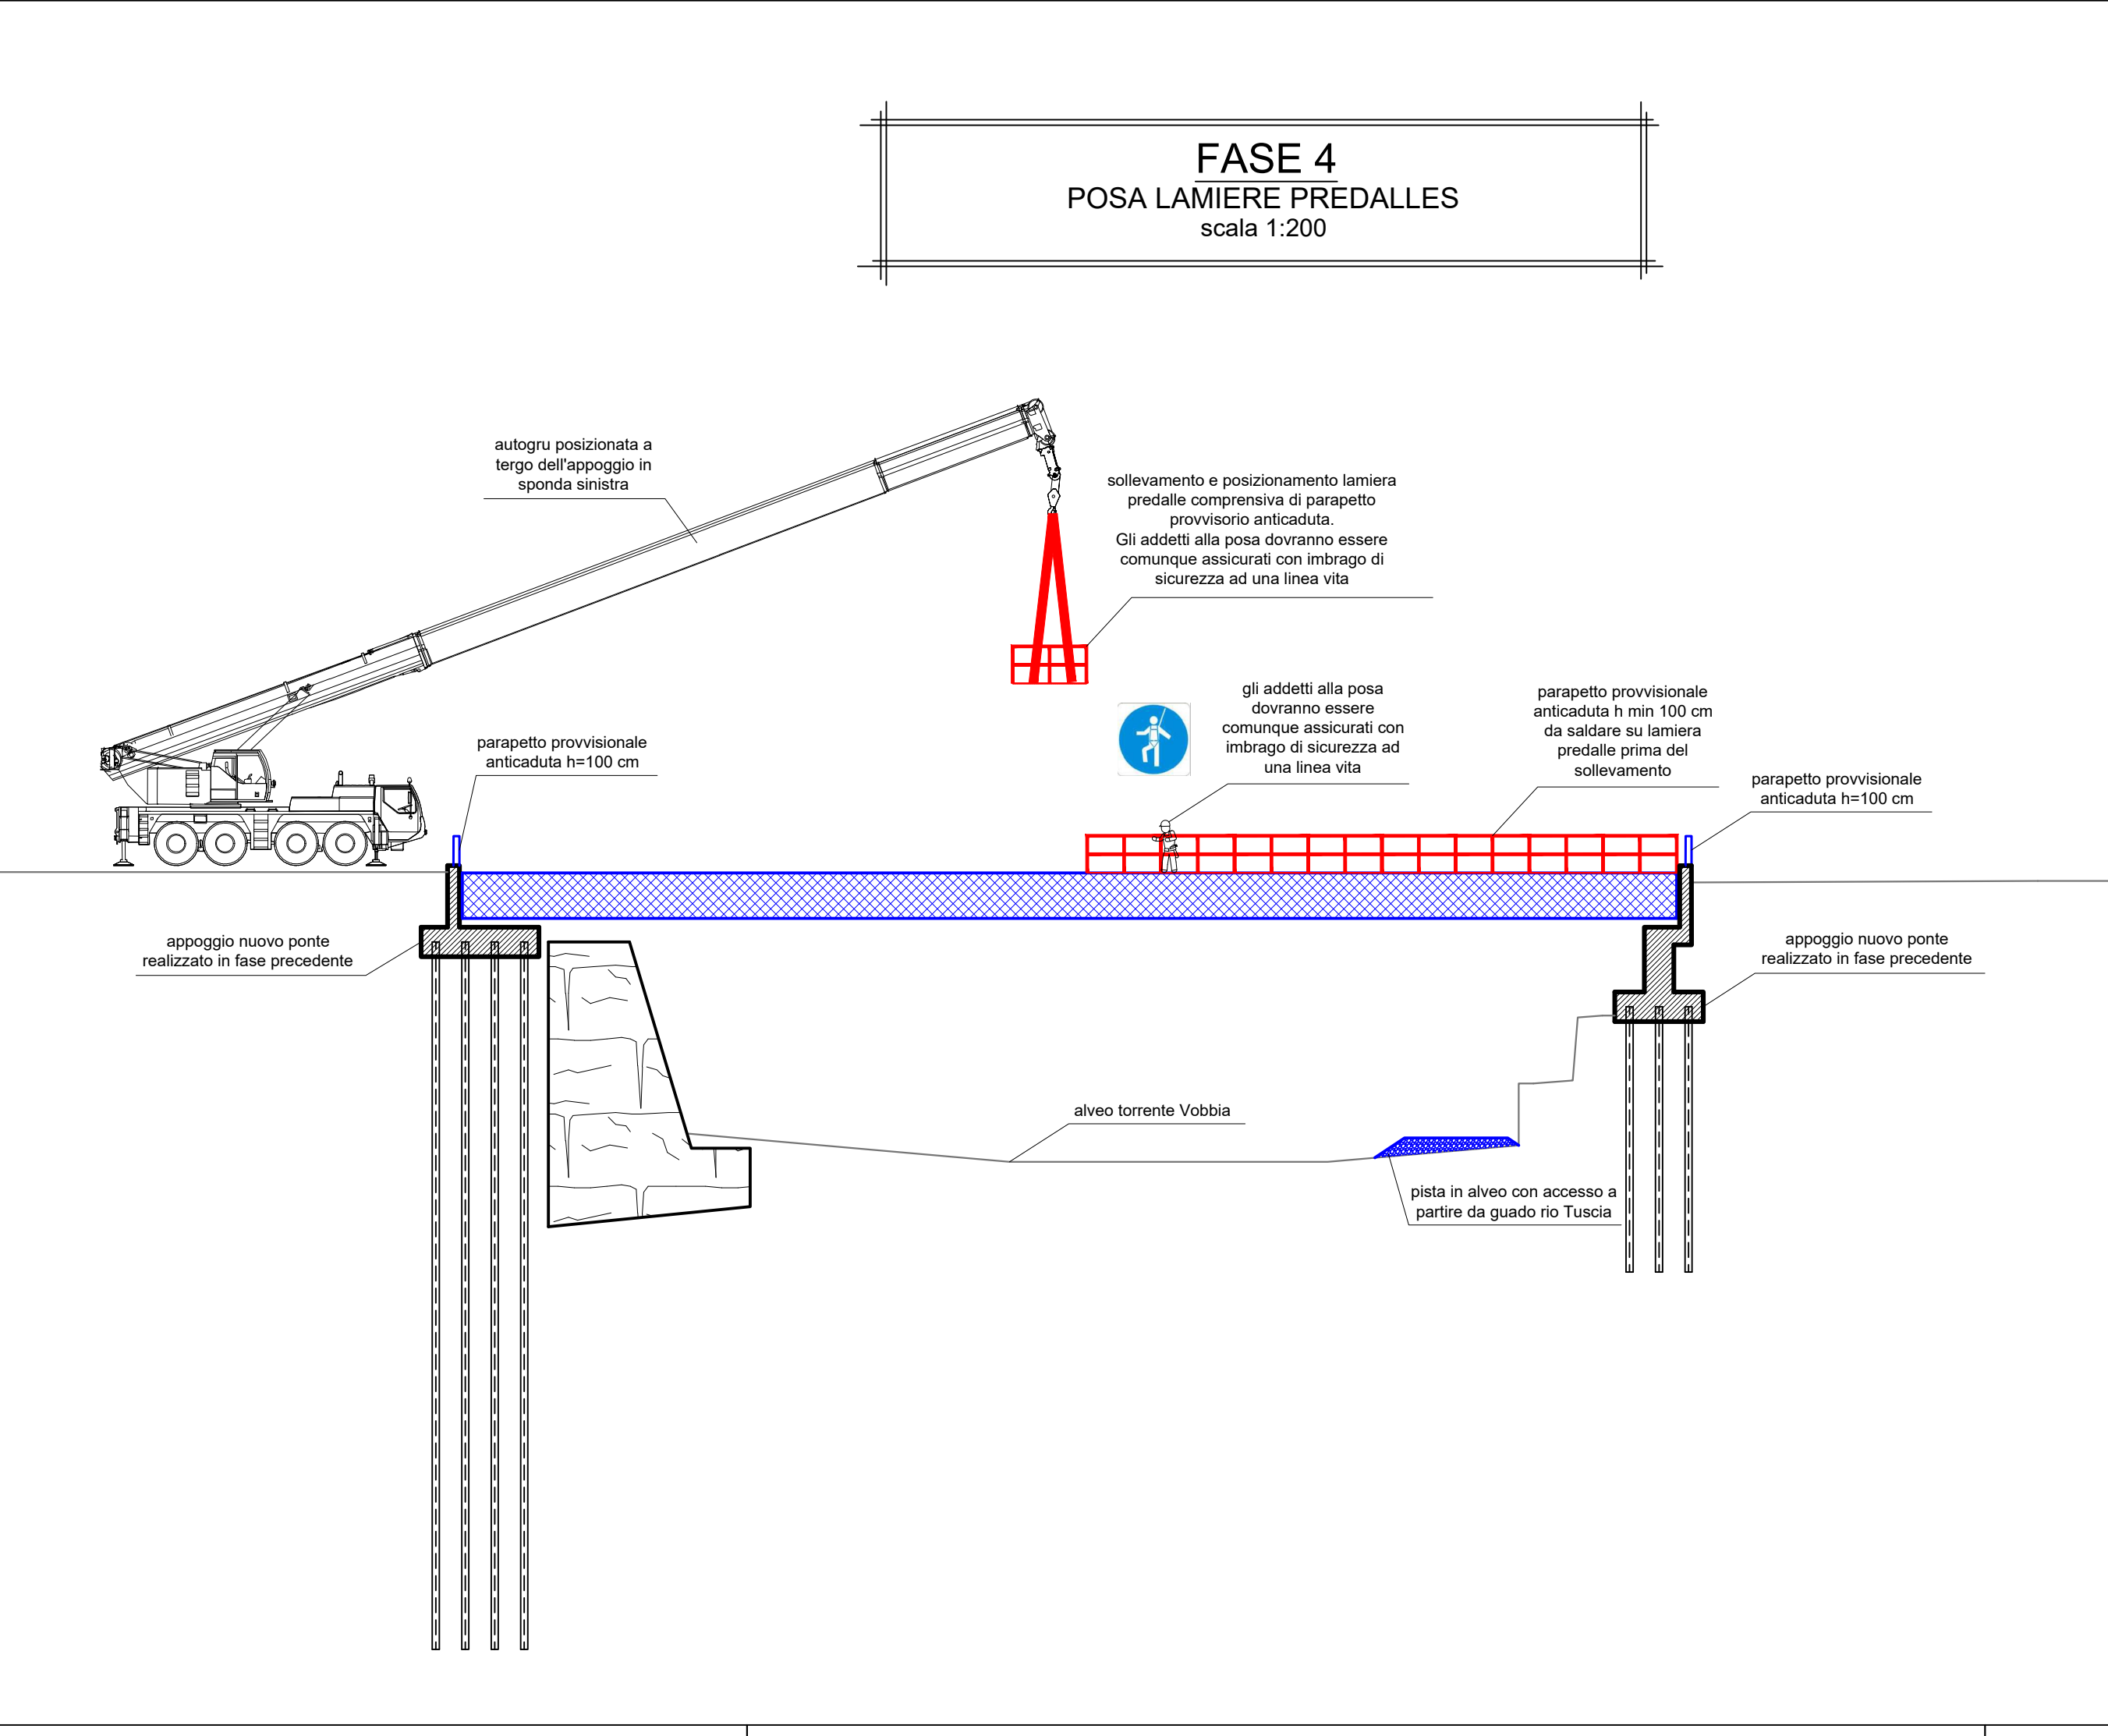 FASE 4
POSA LAMIERE PREDALLES
scala 1:200
autogru posizionata a
tergo dell'appoggio in
sponda sinistra
sollevamento e posizionamento lamiera
predalle comprensiva di parapetto
provvisorio anticaduta.
Gli addetti alla posa dovranno essere
comunque assicurati con imbrago di
sicurezza ad una linea vita
gli addetti alla posa
dovranno essere
comunque assicurati con
imbrago di sicurezza ad
una linea vita
parapetto provvisionale
anticaduta h min 100 cm
da saldare su lamiera
predalle prima del
sollevamento
parapetto provvisionale
anticaduta h=100 cm
parapetto provvisionale
anticaduta h=100 cm
appoggio nuovo ponte
realizzato in fase precedente
appoggio nuovo ponte
realizzato in fase precedente
alveo torrente Vobbia
pista in alveo con accesso a
partire da guado rio Tuscia